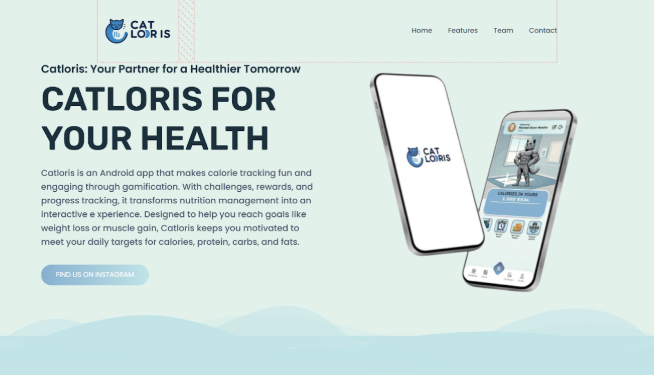 CAT
LORIS
Home Features Team Contact
Catloris: Your Partner for a Healthier Tomorrow
CATLORIS FOR
YOUR HEALTH
Catloris is an Android app that makes calorie tracking fun and
engaging through gamification. With challenges, rewards, and
progress tracking, it transforms nutrition management into an
interactive e xperience. Designed to help you reach goals like
weight loss or muscle gain, Catloris keeps you motivated to
meet your daily targets for calories, protein, carbs, and fats.
FIND US ON INSTAGRAM
CAT
LORIS
CALORIES IN YOURS